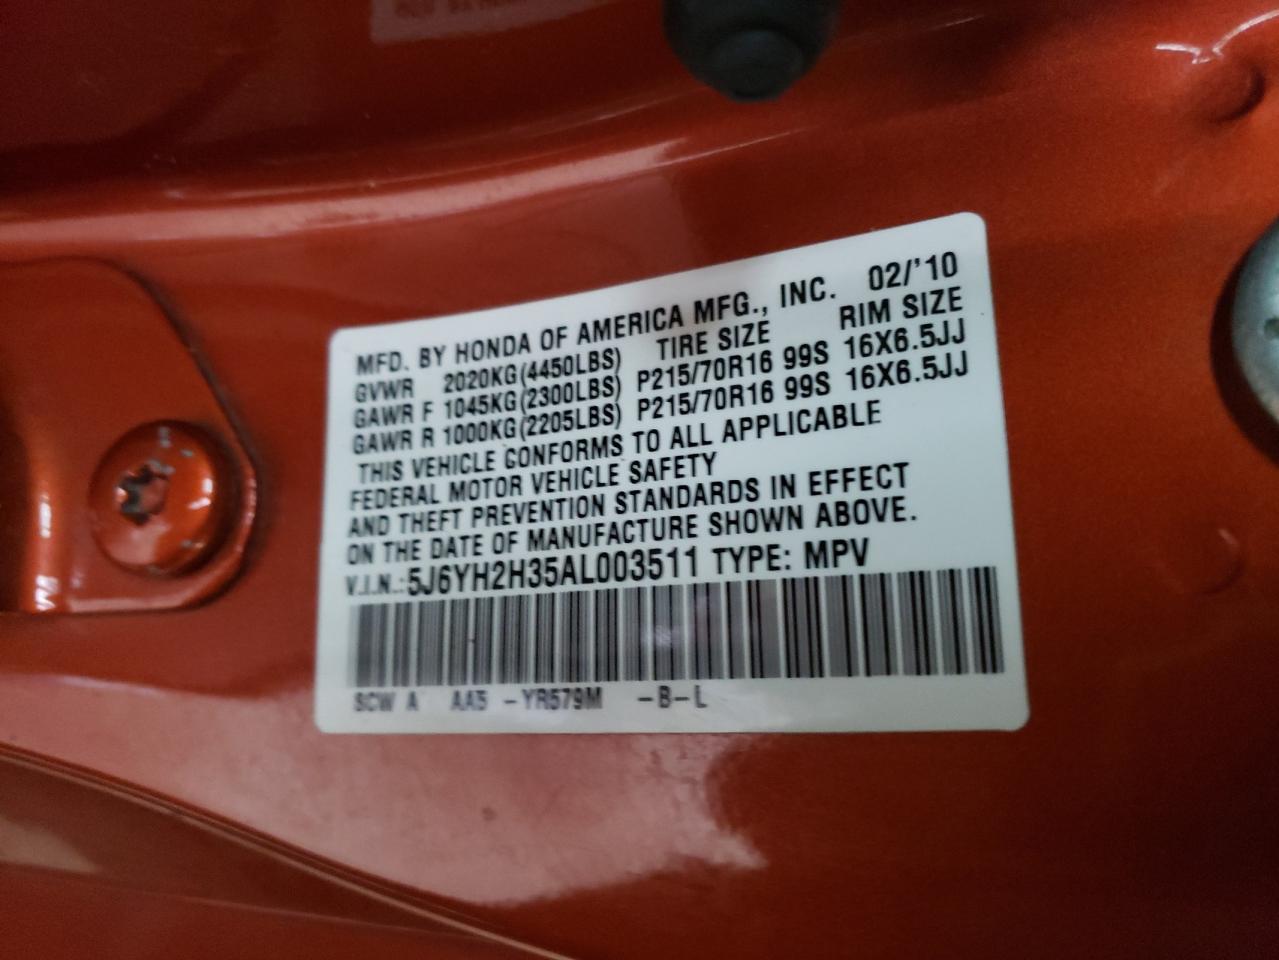 MFD. BY HONDA OF AMERICA MFG., INC. 02/'10
GVWR 2020KG(4450LBS) TIRE SIZE RIM SIZE
GAWR F 1045KG(2300LBS) P215/70R16 99S 16X6.5JJ
GAWR R 1000KG(2205LBS) P215/70R16 99S 16X6.5JJ
THIS VEHICLE CONFORMS TO ALL APPLICABLE
FEDERAL MOTOR VEHICLE SAFETY
AND THEFT PREVENTION STANDARDS IN EFFECT
ON THE DATE OF MANUFACTURE SHOWN ABOVE.
V.I.N.:5J6YH2H35AL003511 TYPE: MPV
SCW A AA5 -YR579M -B-L